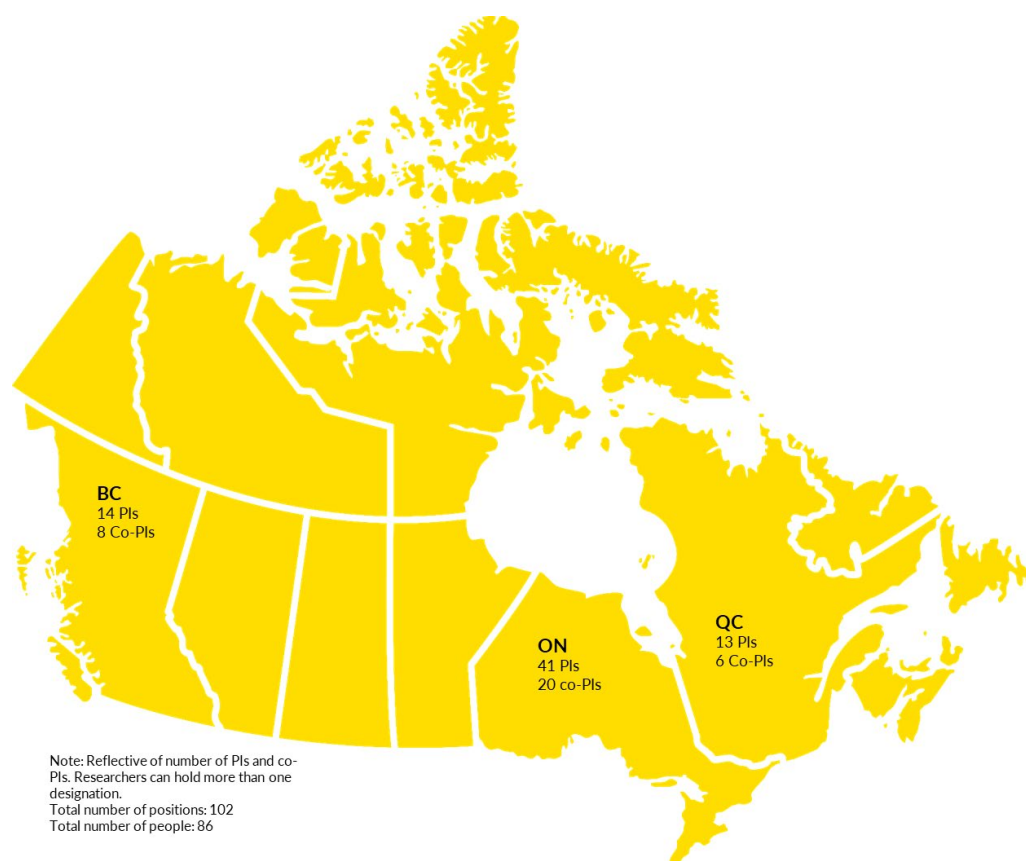 BC
14 PIs
8 Co-PIs
QC
13 PIs
6 Co-PIs
ON
41 PIs
20 co-PIs
Note: Reflective of number of PIs and co-
PIs. Researchers can hold more than one
designation.
Total number of positions: 102
Total number of people: 86